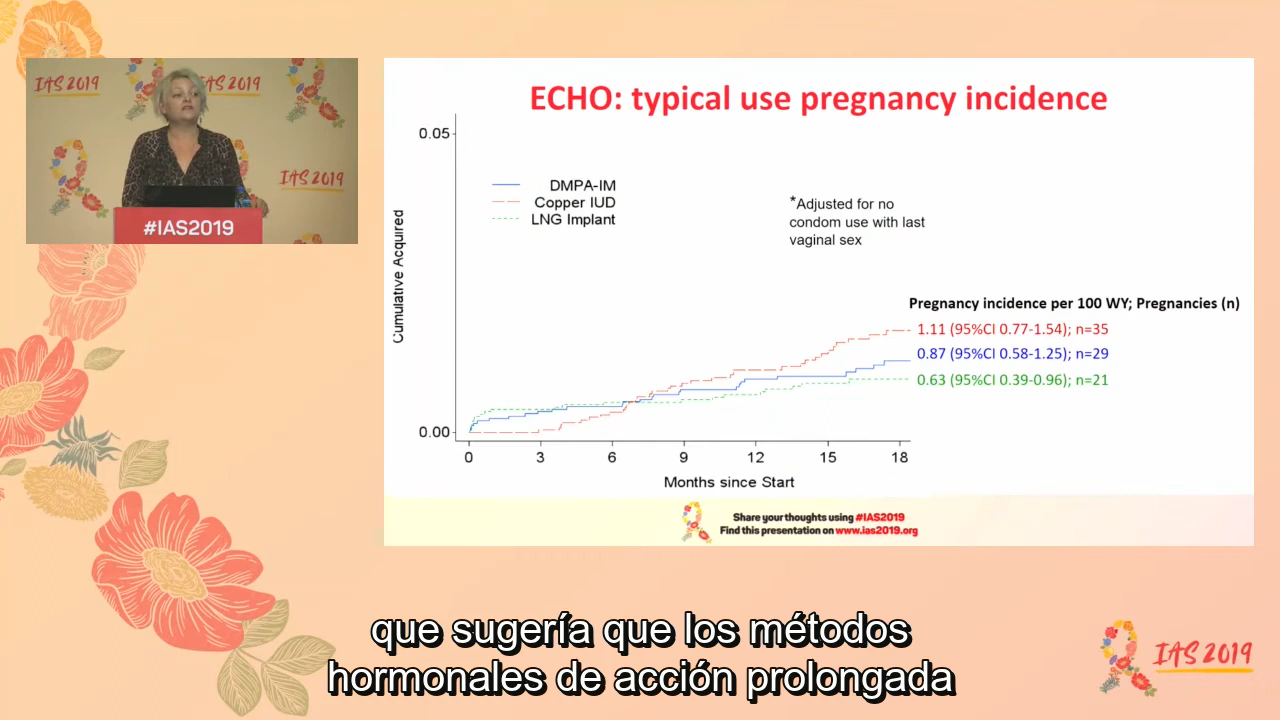 IAS 2019
IAS 2019
IAS 2019
#IAS2019
ECHO: typical use pregnancy incidence
0.05
DMPA-IM
Copper IUD
LNG Implant
*Adjusted for no
condom use with last
vaginal sex
Cumulative Acquired
Pregnancy incidence per 100 WY; Pregnancies (n)
1.11 (95%CI 0.77-1.54); n=35
0.87 (95%CI 0.58-1.25); n=29
0.63 (95%CI 0.39-0.96); n=21
0.00
0 3 6 9 12 15 18
Months since Start
Share your thoughts using #IAS2019
Find this presentation on www.ias2019.org
que sugería que los métodos
hormonales de acción prolongada
IAS 2019